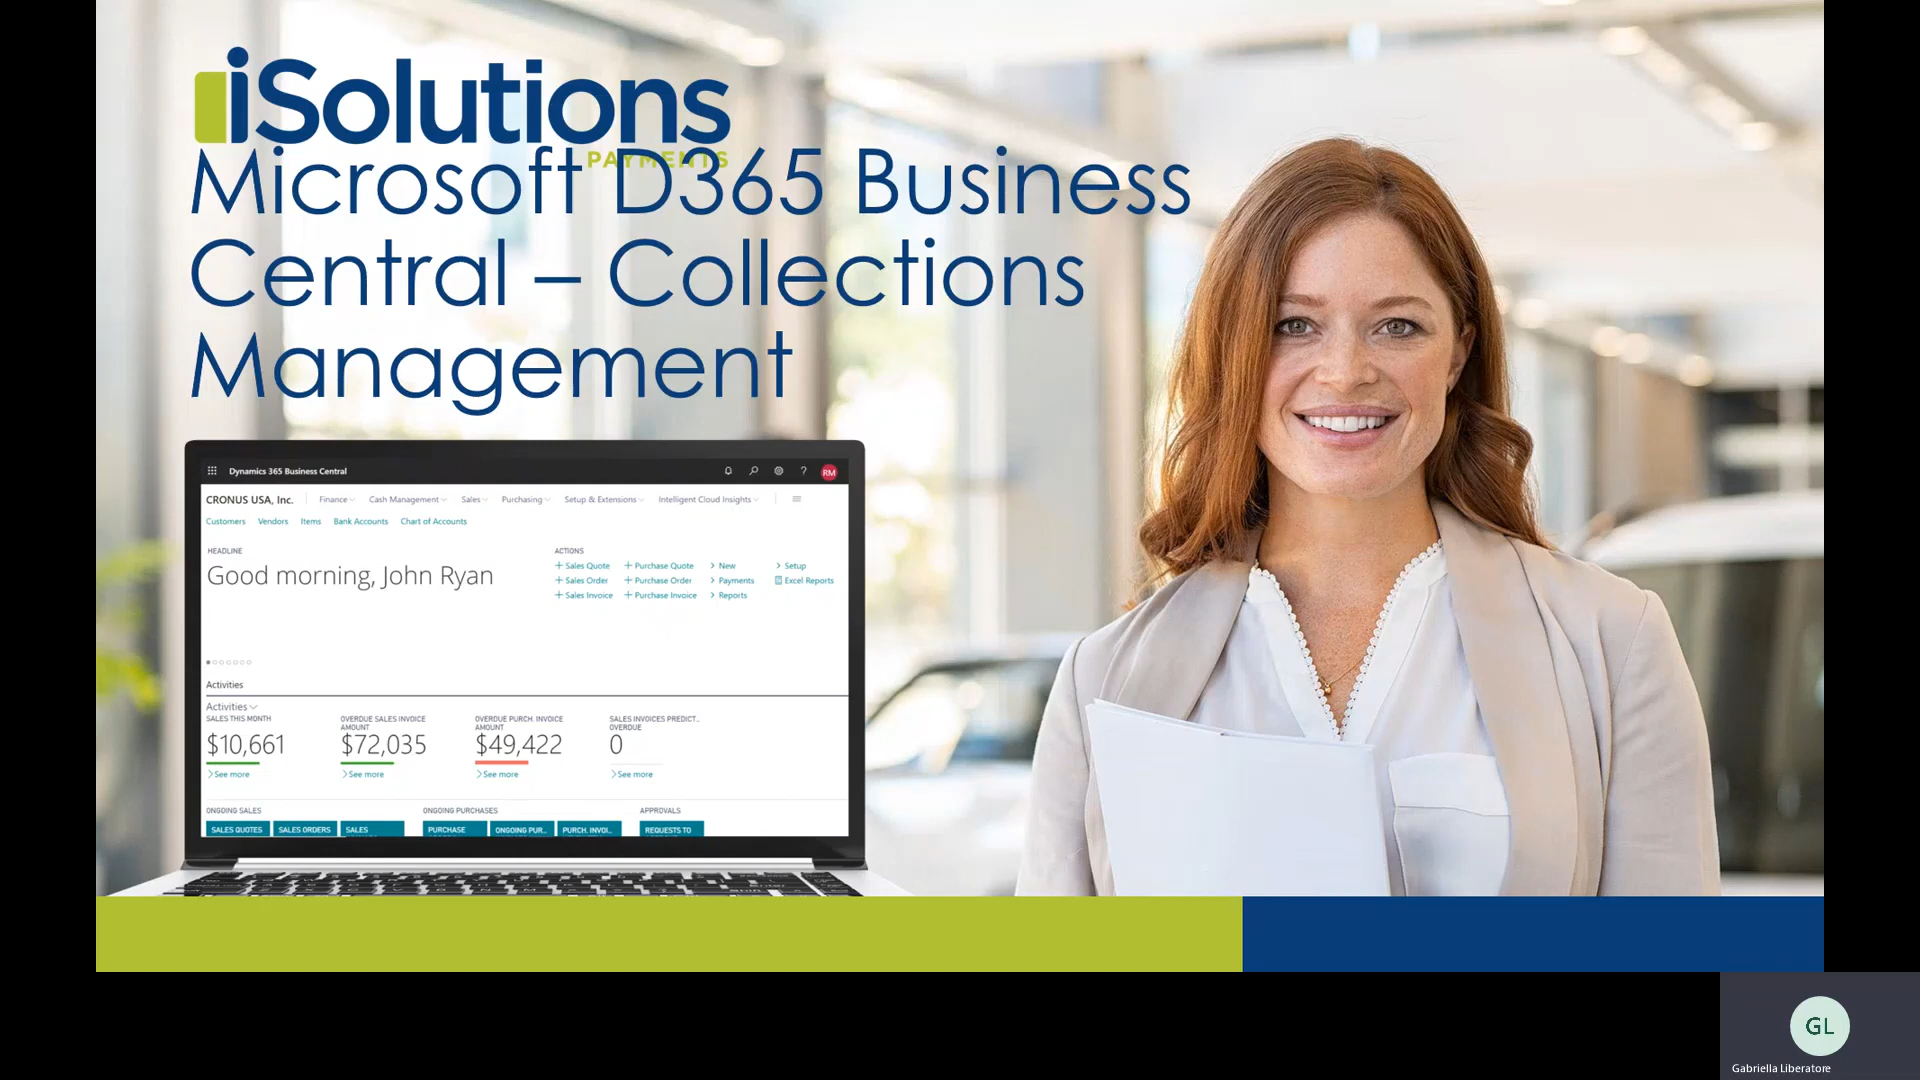 iSolutions
PAYMENTS
Microsoft D365 Business
Central – Collections
Management
Dynamics 365 Business Central
? RM
CRONUS USA, Inc. Finance Cash Management Sales Purchasing Setup & Extensions Intelligent Cloud Insights
Customers Vendors Items Bank Accounts Chart of Accounts
HEADLINE
Good morning, John Ryan
ACTIONS
+ Sales Quote + Purchase Quote > New > Setup
+ Sales Order + Purchase Order > Payments Excel Reports
+ Sales Invoice + Purchase Invoice > Reports
Activities
Activities
SALES THIS MONTH
$10,661
> See more
OVERDUE SALES INVOICE
AMOUNT
$72,035
> See more
OVERDUE PURCH. INVOICE
AMOUNT
$49,422
> See more
SALES INVOICES PREDICT...
OVERDUE
0
> See more
ONGOING SALES
SALES QUOTES SALES ORDERS SALES
ONGOING PURCHASES
PURCHASE ONGOING PUR... PURCH. INVOI...
APPROVALS
REQUESTS TO
GL
Gabriella Liberatore